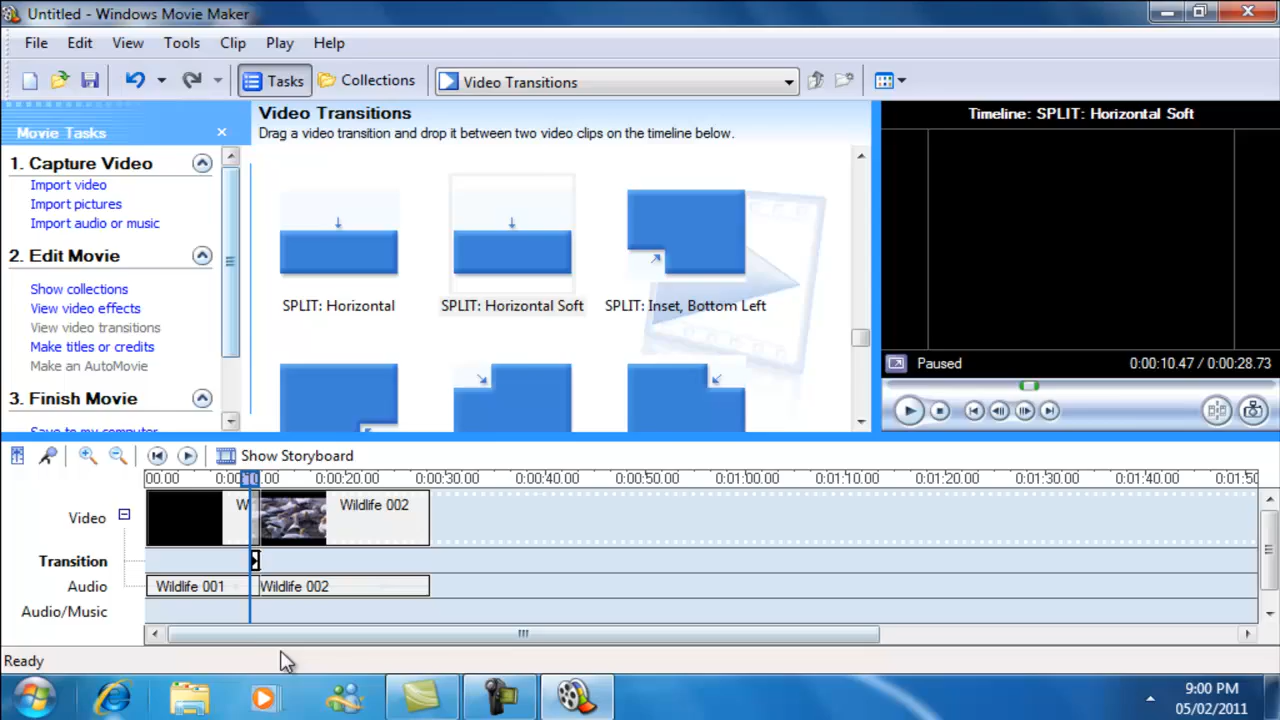 Untitled - Windows Movie Maker
File Edit View Tools Clip Play Help
Tasks Collections Video Transitions
Movie Tasks
1. Capture Video
Import video
Import pictures
Import audio or music
2. Edit Movie
Show collections
View video effects
View video transitions
Make titles or credits
Make an AutoMovie
3. Finish Movie
Save to my computer
Video Transitions
Drag a video transition and drop it between two video clips on the timeline below.
SPLIT: Horizontal
SPLIT: Horizontal Soft
SPLIT: Inset, Bottom Left
Timeline: SPLIT: Horizontal Soft
Paused 0:00:10.47 / 0:00:28.73
Show Storyboard
00.00 0:00:10.00 0:00:20.00 0:00:30.00 0:00:40.00 0:00:50.00 0:01:00.00 0:01:10.00 0:01:20.00 0:01:30.00 0:01:40.00 0:01:50
Video W Wildlife 002
Transition
Audio Wildlife 001 Wildlife 002
Audio/Music
Ready
9:00 PM
05/02/2011